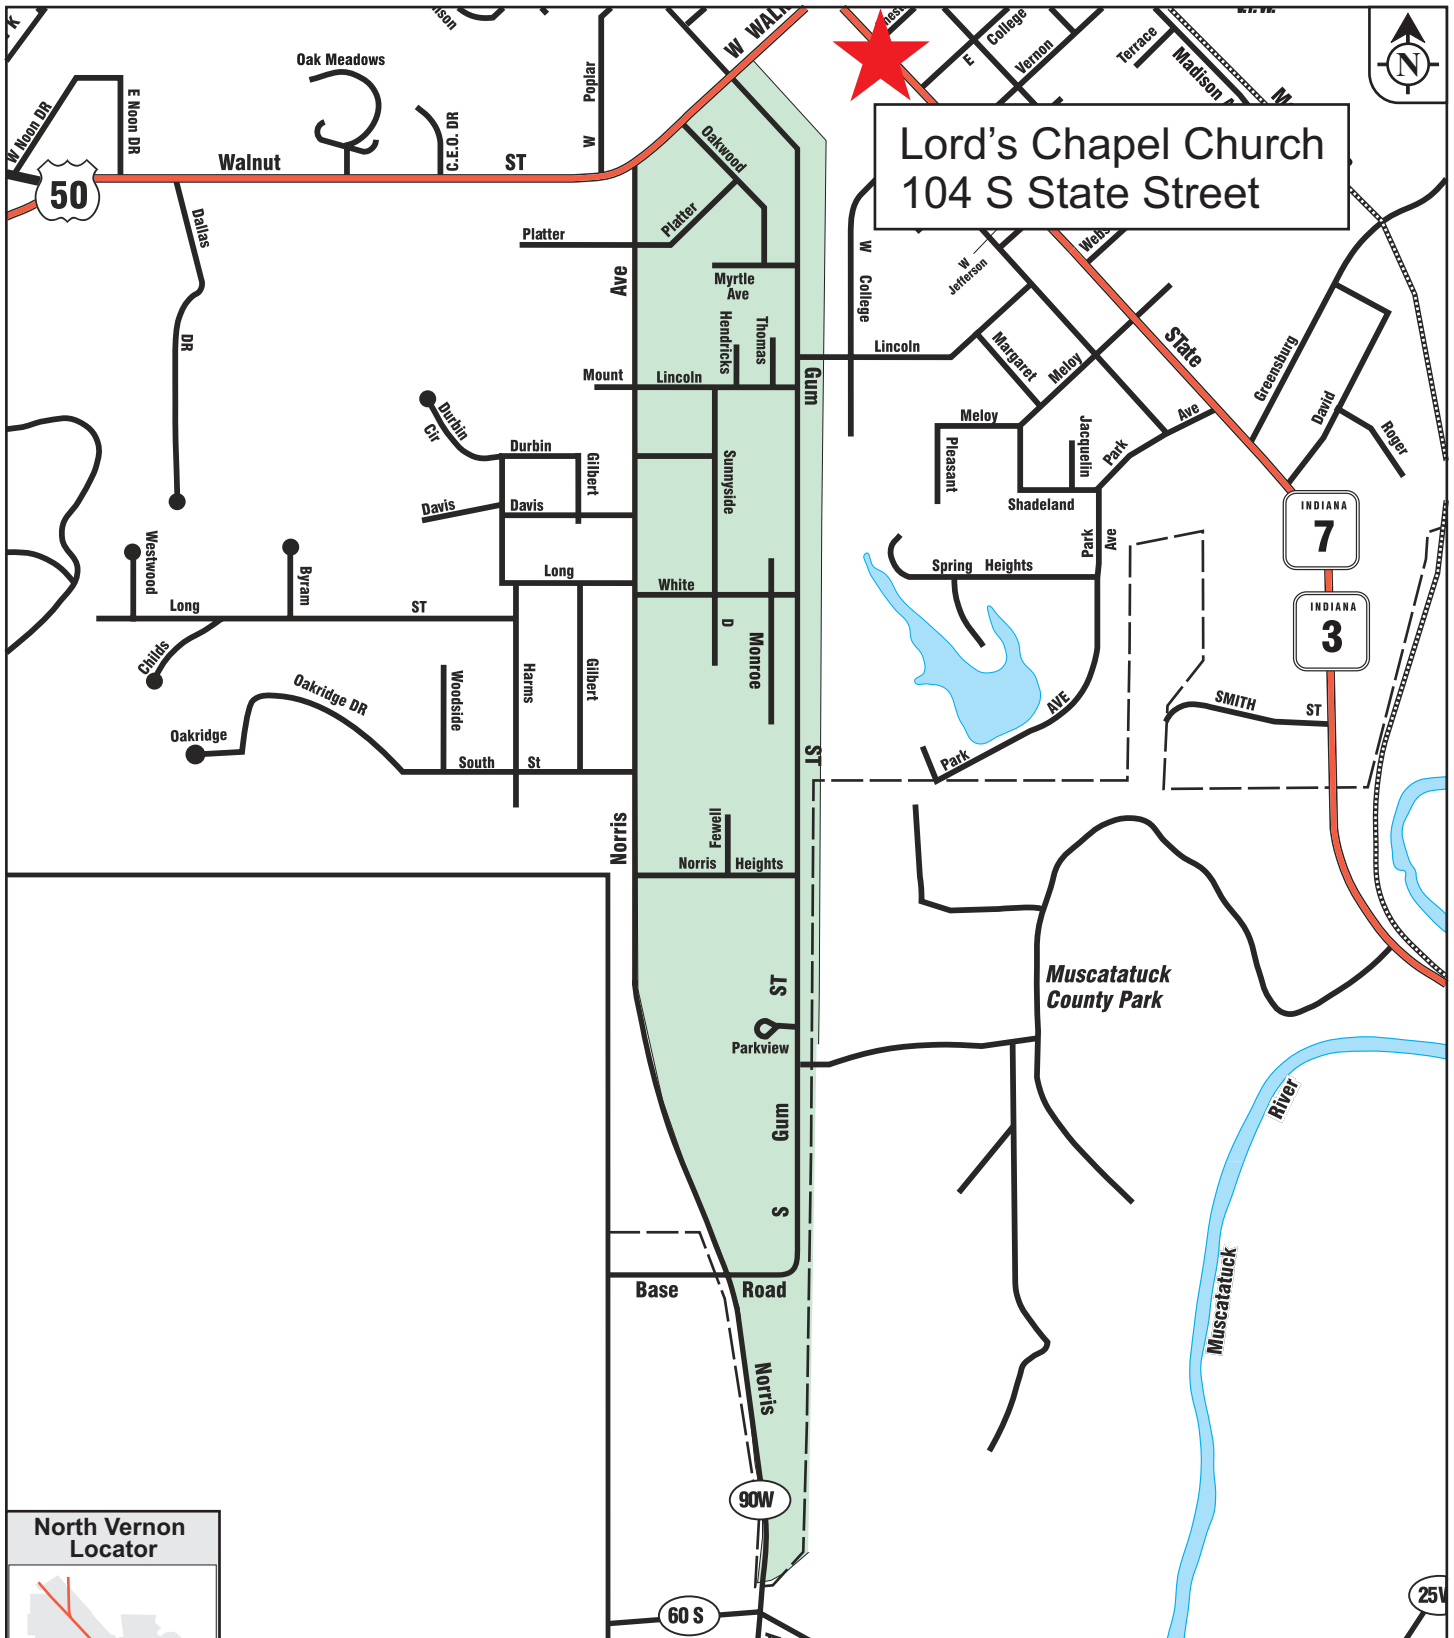 K
W WALN
College
E
Vernon
Terrace
Madison A
N
Oak Meadows
W Noon DR
E Noon DR
C.E.O. DR
Poplar
W
Walnut ST
50
Oakwood
Platter
Platter
Lord's Chapel Church
104 S State Street
Dallas
DR
Ave
Myrtle
Ave
W College
W
Jefferson
Webs
STate
Hendricks
Thomas
Mount
Lincoln
Gum
Lincoln
Margaret
Meloy
Greensburg
David
Roger
Durbin
Cir
Durbin
Gilbert
Sunnyside
Meloy
Pleasant
Jacquelin
Park
Ave
Davis
Davis
Shadeland
INDIANA
7
Westwood
Byram
Long
White
D
Monroe
Park
Ave
Spring Heights
INDIANA
3
Long ST
Childs
Oakridge DR
Oakridge
Woodside
Harms
Gilbert
South St
ST
Park
AVE
SMITH ST
Norris
Fewell
Norris Heights
ST
Parkview
Gum
S
Muscatatuck
County Park
River
Muscatatuck
Base Road
Norris
90W
60 S
25W
North Vernon
Locator